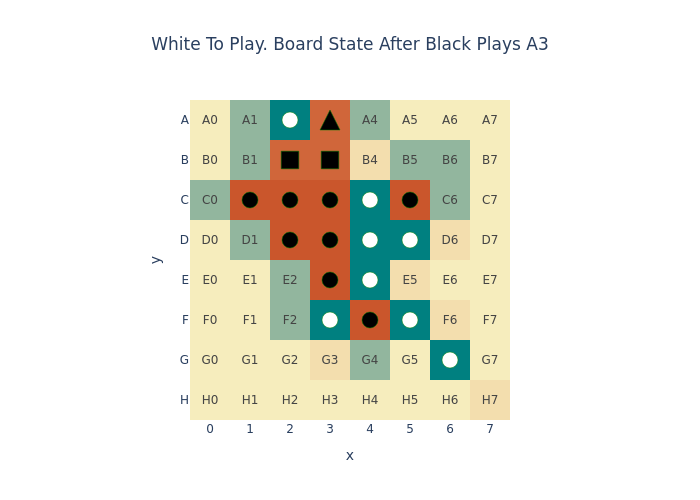 White To Play. Board State After Black Plays A3
A A0 A1 A4 A5 A6 A7
B B0 B1 B4 B5 B6 B7
C C0 C6 C7
D D0 D1 D6 D7
E E0 E1 E2 E5 E6 E7
F F0 F1 F2 F6 F7
G G0 G1 G2 G3 G4 G5 G7
H H0 H1 H2 H3 H4 H5 H6 H7
0 1 2 3 4 5 6 7
x
y